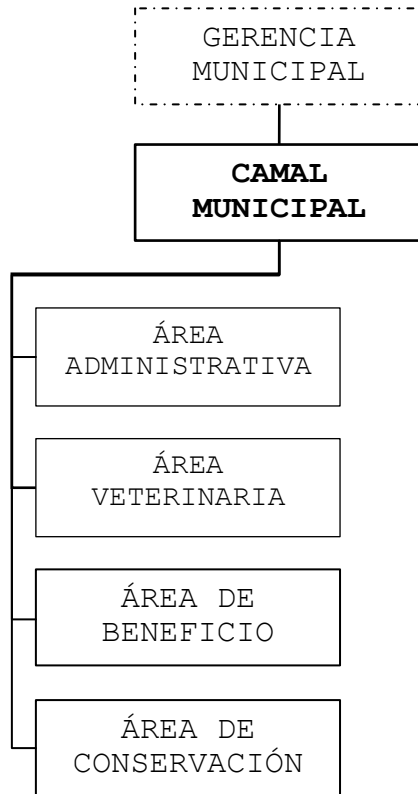 GERENCIA
MUNICIPAL
CAMAL
MUNICIPAL
ÁREA
ADMINISTRATIVA
ÁREA
VETERINARIA
ÁREA DE
BENEFICIO
ÁREA DE
CONSERVACIÓN